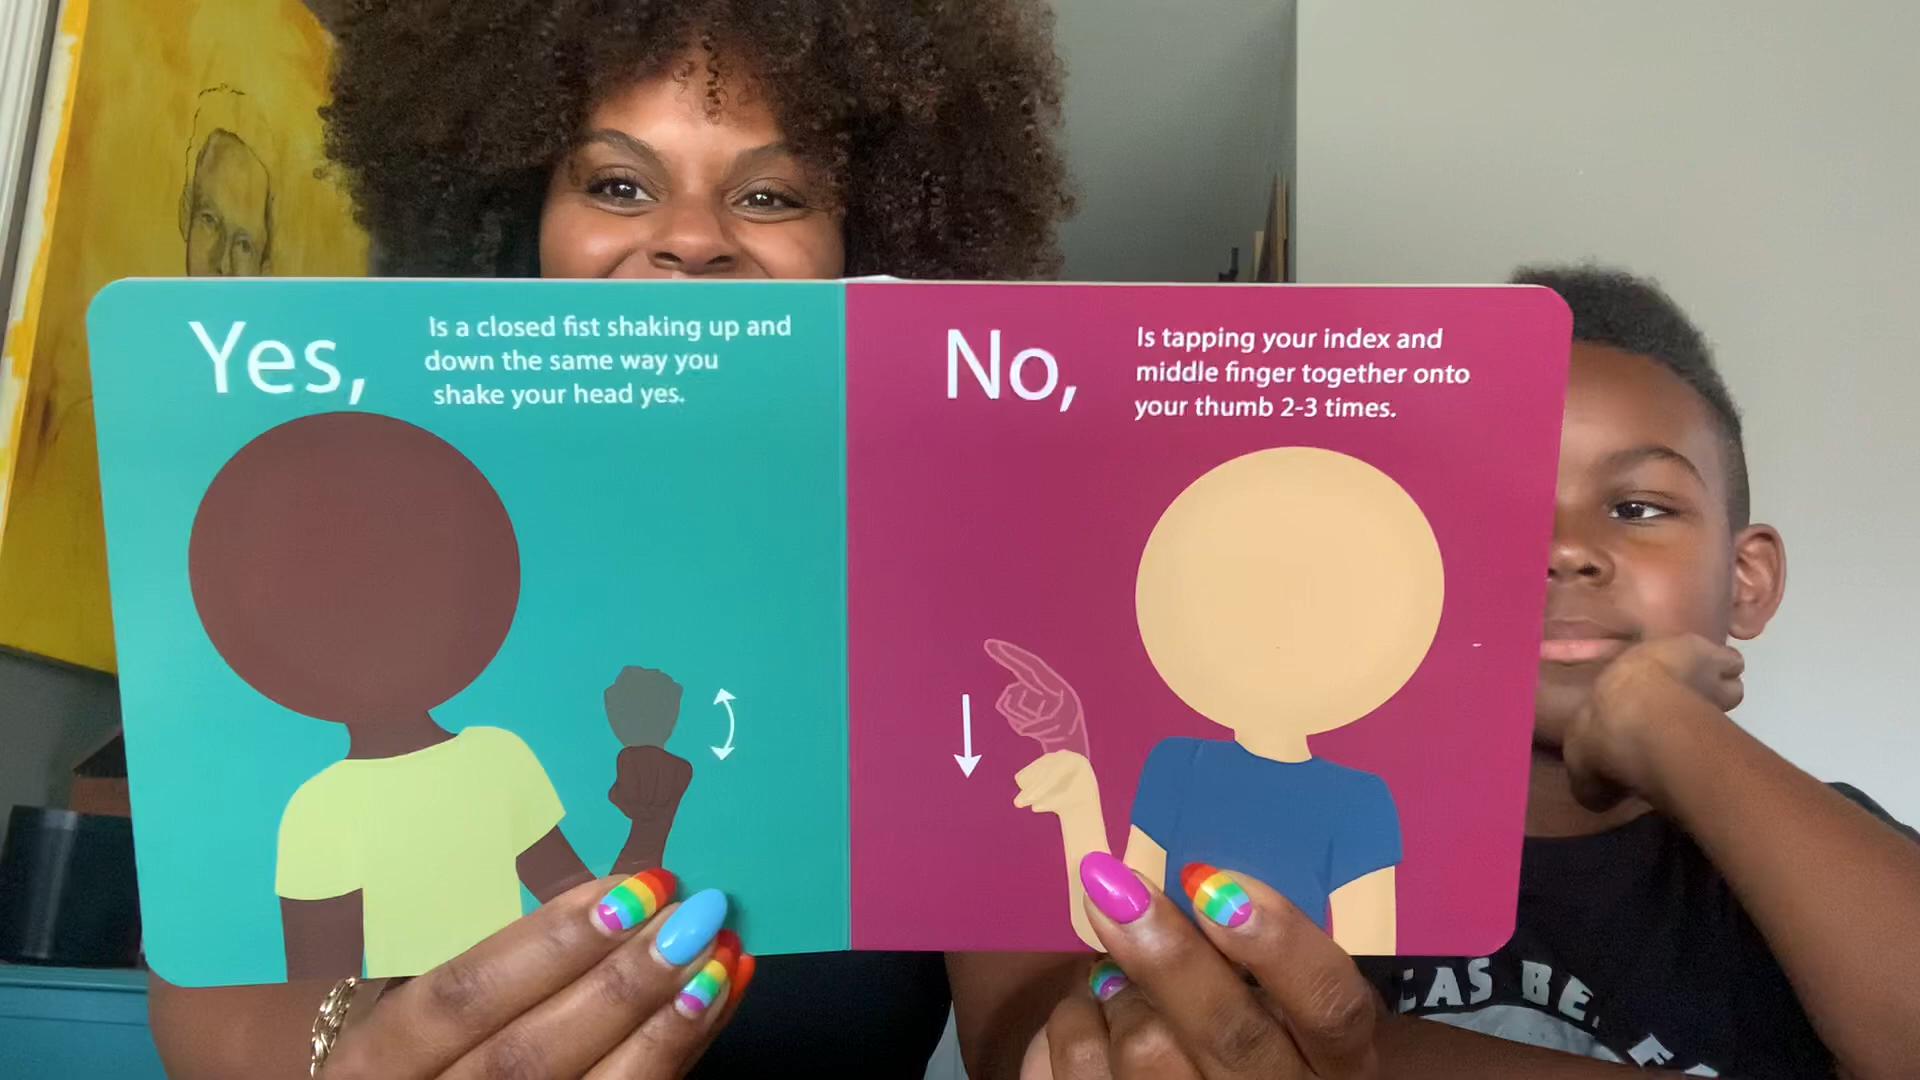 Yes,
Is a closed fist shaking up and
down the same way you
shake your head yes.
No,
Is tapping your index and
middle finger together onto
your thumb 2-3 times.